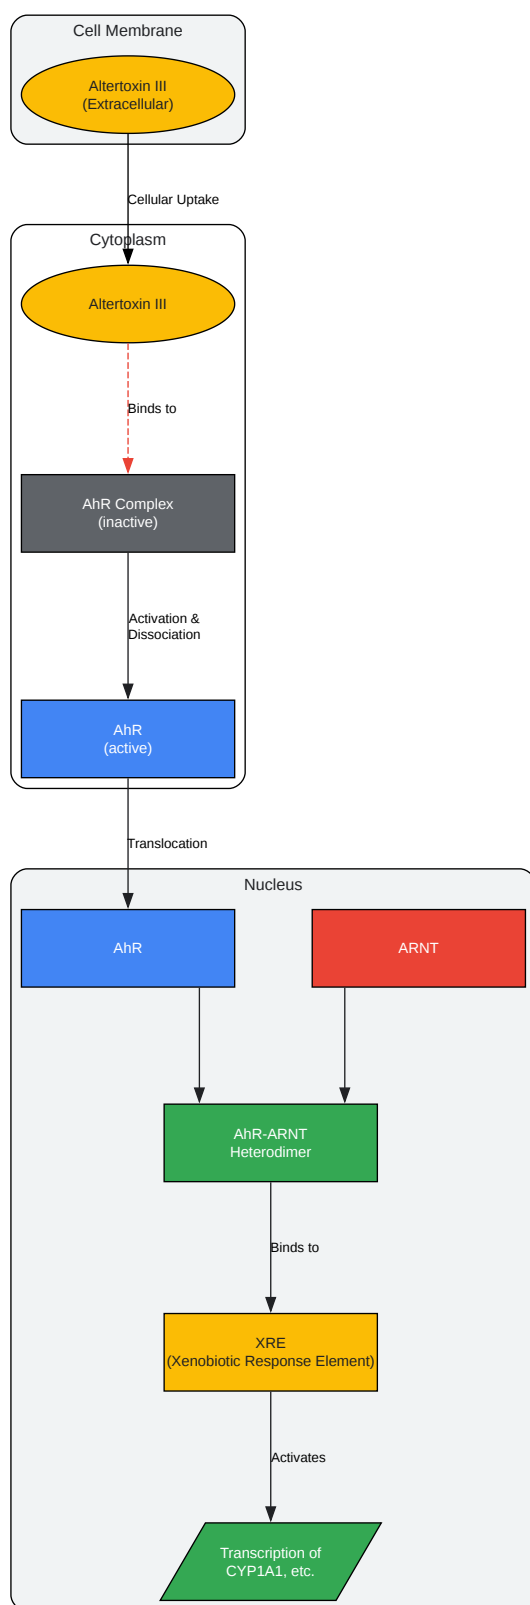 Cell Membrane
Altertoxin III
(Extracellular)
Cellular Uptake
Cytoplasm
Altertoxin III
Binds to
AhR Complex
(inactive)
Activation &
Dissociation
AhR
(active)
Translocation
Nucleus
AhR
ARNT
AhR-ARNT
Heterodimer
Binds to
XRE
(Xenobiotic Response Element)
Activates
Transcription of
CYP1A1, etc.